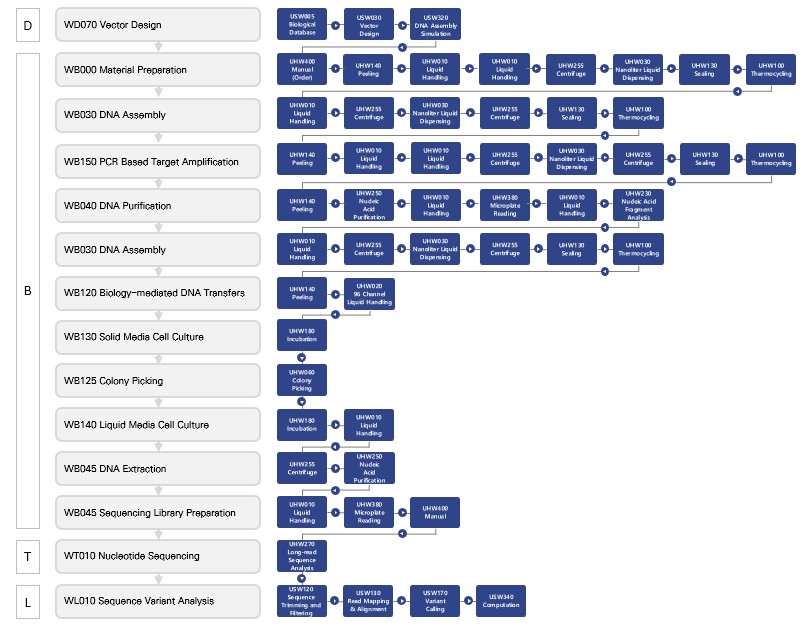 D
WD070 Vector Design
USW005
Biological
Database
USW030
Vector
Design
USW320
DNA Assembly
Simulation
B
WB000 Material Preparation
UHW400
Manual
(Order)
UHW140
Peeling
UHW010
Liquid
Handling
UHW010
Liquid
Handling
UHW255
Centrifuge
UHW030
Nanoliter Liquid
Dispensing
UHW130
Sealing
UHW100
Thermocycling
WB030 DNA Assembly
UHW010
Liquid
Handling
UHW255
Centrifuge
UHW030
Nanoliter Liquid
Dispensing
UHW255
Centrifuge
UHW130
Sealing
UHW100
Thermocycling
WB150 PCR Based Target Amplification
UHW140
Peeling
UHW010
Liquid
Handling
UHW010
Liquid
Handling
UHW255
Centrifuge
UHW030
Nanoliter Liquid
Dispensing
UHW255
Centrifuge
UHW130
Sealing
UHW100
Thermocycling
WB040 DNA Purification
UHW140
Peeling
UHW250
Nucleic
Acid
Purification
UHW010
Liquid
Handling
UHW380
Microplate
Reading
UHW010
Liquid
Handling
UHW230
Nucleic Acid
Fragment
Analysis
WB030 DNA Assembly
UHW010
Liquid
Handling
UHW255
Centrifuge
UHW030
Nanoliter Liquid
Dispensing
UHW255
Centrifuge
UHW130
Sealing
UHW100
Thermocycling
WB120 Biology-mediated DNA Transfers
UHW140
Peeling
UHW020
96 Channel
Liquid Handling
WB130 Solid Media Cell Culture
UHW180
Incubation
WB125 Colony Picking
UHW060
Colony
Picking
WB140 Liquid Media Cell Culture
UHW180
Incubation
UHW010
Liquid
Handling
WB045 DNA Extraction
UHW255
Centrifuge
UHW250
Nucleic
Acid
Purification
WB045 Sequencing Library Preparation
UHW010
Liquid
Handling
UHW380
Microplate
Reading
UHW400
Manual
T
WT010 Nucleotide Sequencing
UHW270
Long-read
Sequence
Analysis
L
WL010 Sequence Variant Analysis
USW120
Sequence
Trimming and
Filtering
USW130
Read Mapping
& Alignment
USW170
Variant
Calling
USW340
Computation